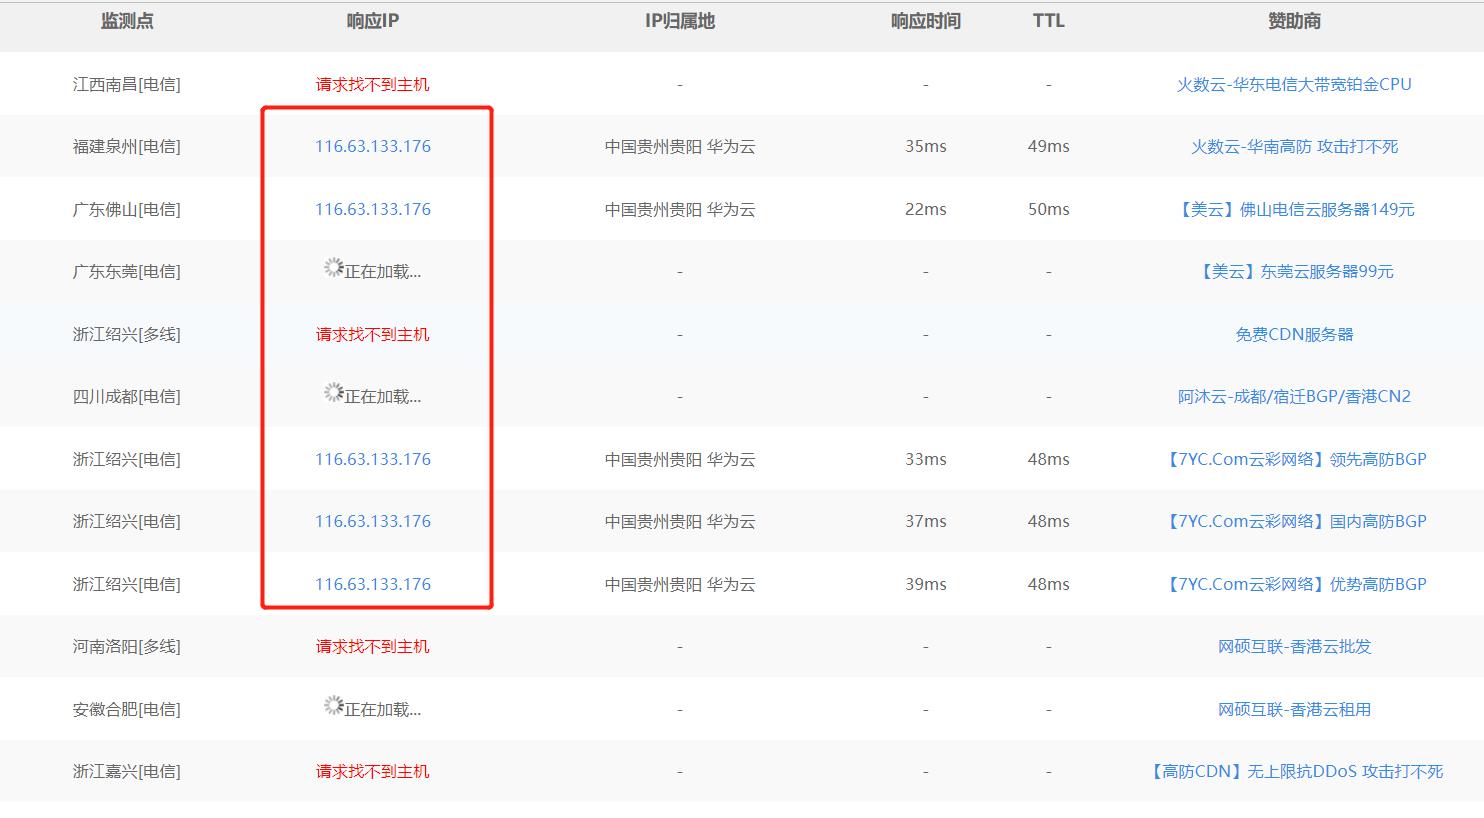 监测点 响应IP IP归属地 响应时间 TTL 赞助商
江西南昌[电信] 请求找不到主机 - - - 火数云-华东电信大带宽铂金CPU
福建泉州[电信] 116.63.133.176 中国贵州贵阳 华为云 35ms 49ms 火数云-华南高防 攻击打不死
广东佛山[电信] 116.63.133.176 中国贵州贵阳 华为云 22ms 50ms 【美云】佛山电信云服务器149元
广东东莞[电信] 正在加载... - - - 【美云】东莞云服务器99元
浙江绍兴[多线] 请求找不到主机 - - - 免费CDN服务器
四川成都[电信] 正在加载... - - - 阿沐云-成都/宿迁BGP/香港CN2
浙江绍兴[电信] 116.63.133.176 中国贵州贵阳 华为云 33ms 48ms 【7YC.Com云彩网络】领先高防BGP
浙江绍兴[电信] 116.63.133.176 中国贵州贵阳 华为云 37ms 48ms 【7YC.Com云彩网络】国内高防BGP
浙江绍兴[电信] 116.63.133.176 中国贵州贵阳 华为云 39ms 48ms 【7YC.Com云彩网络】优势高防BGP
河南洛阳[多线] 请求找不到主机 - - - 网硕互联-香港云批发
安徽合肥[电信] 正在加载... - - - 网硕互联-香港云租用
浙江嘉兴[电信] 请求找不到主机 - - - 【高防CDN】无上限抗DDoS 攻击打不死